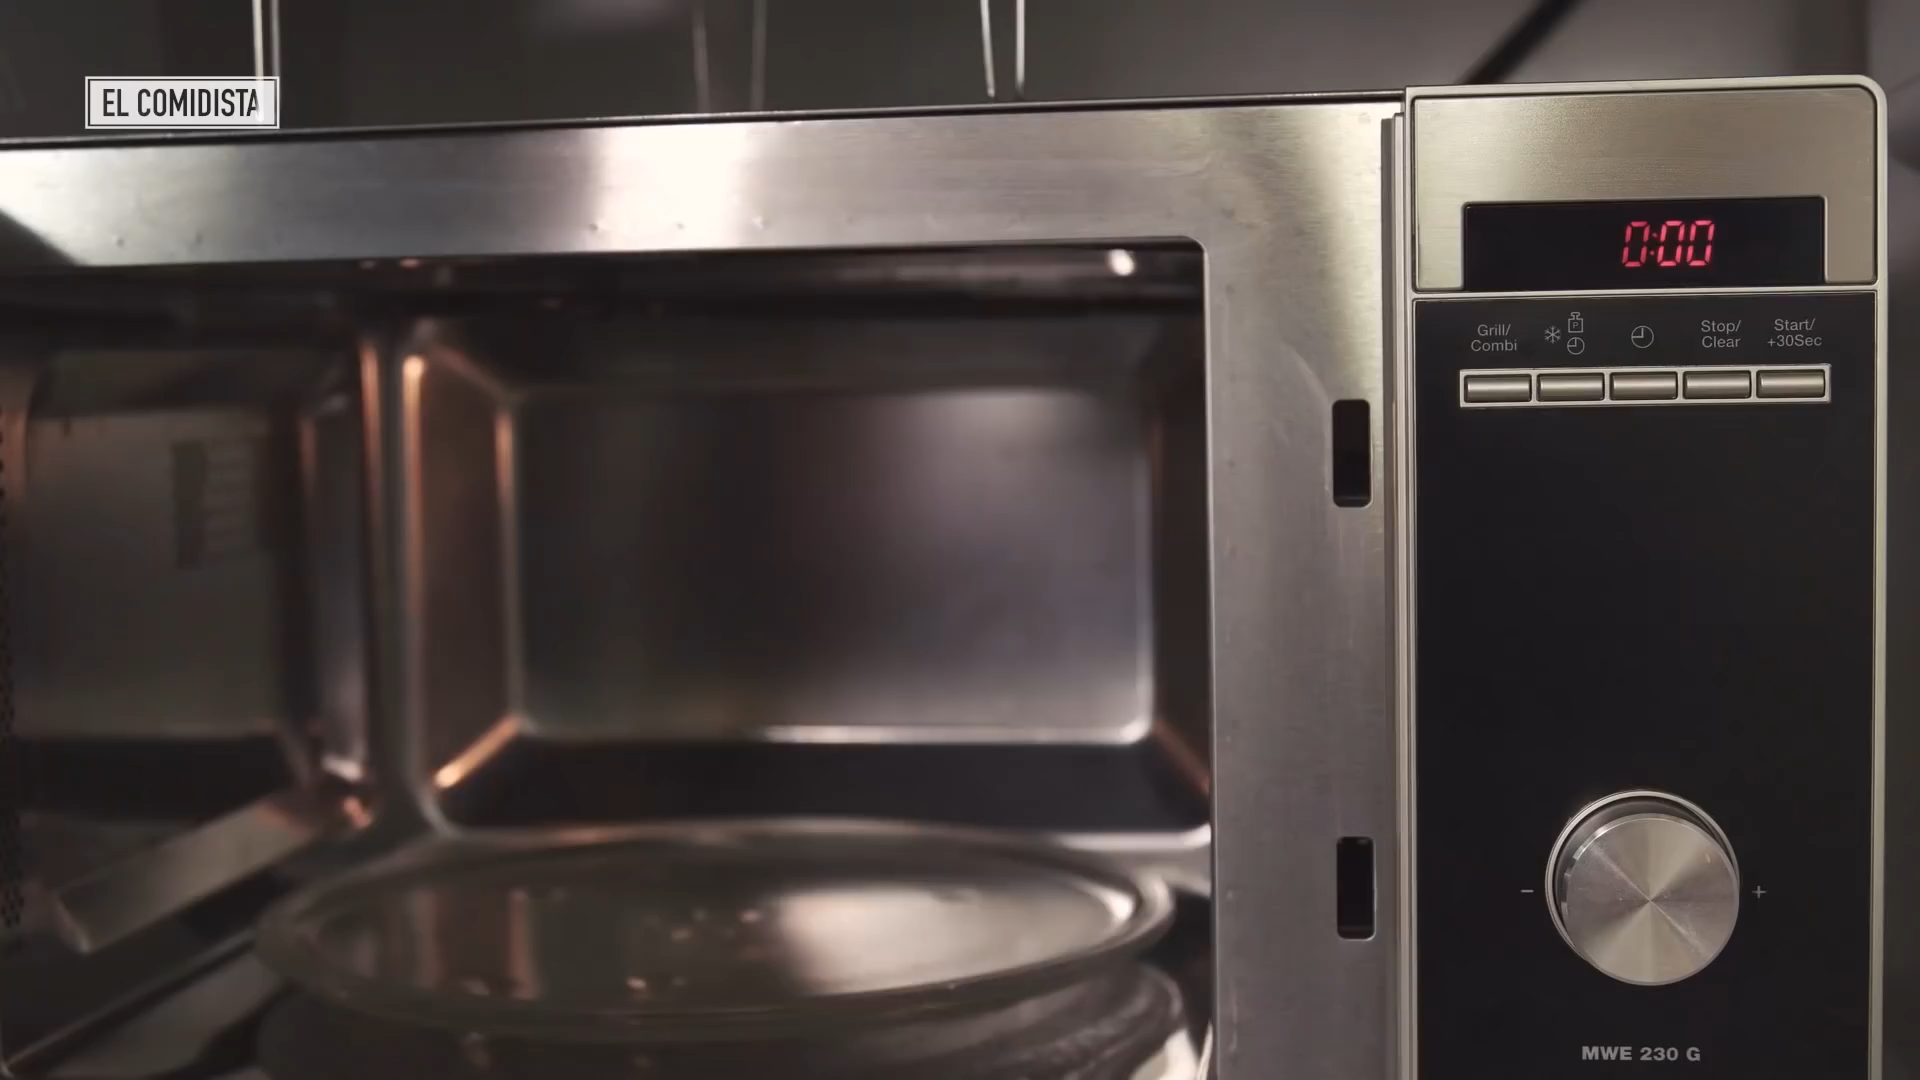 EL COMIDISTA
0:00
Grill/
Combi
P
Stop/
Clear
Start/
+30Sec
- +
MWE 230 G